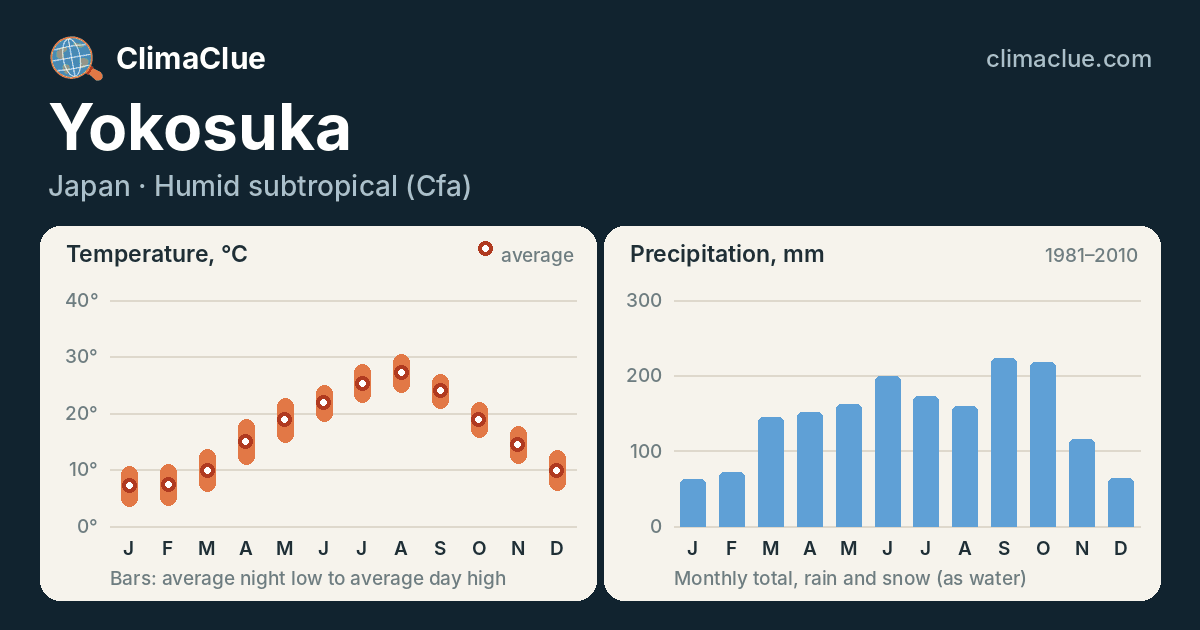 ClimaClue
climaclue.com
Yokosuka
Japan · Humid subtropical (Cfa)
Temperature, °C
average
40°
30°
20°
10°
0°
J F M A M J J A S O N D
Bars: average night low to average day high
Precipitation, mm
1981–2010
300
200
100
0
J F M A M J J A S O N D
Monthly total, rain and snow (as water)